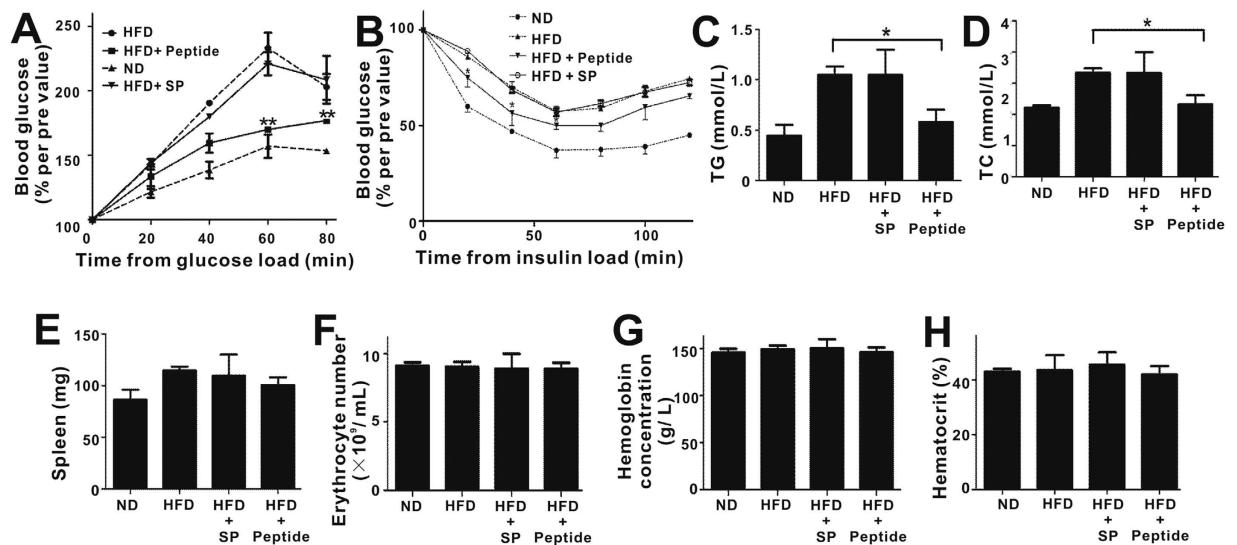 A
Blood glucose
(% per pre value)
250
200
150
100
HFD
HFD+ Peptide
ND
HFD+ SP
**
**
0
20
40
60
80
Time from glucose load (min)
B
Blood glucose
(% per pre value)
100
50
0
ND
HFD
HFD + Peptide
HFD + SP
*
*
*
0
50
100
Time from insulin load (min)
C
TG (mmol/L)
1.5
1.0
0.5
0.0
*
ND
HFD
HFD
+
SP
HFD
+
Peptide
D
TC (mmol/L)
3
2
2
1
0
*
ND
HFD
HFD
+
SP
HFD
+
Peptide
E
Spleen (mg)
150
100
50
0
ND
HFD
HFD
+
SP
HFD
+
Peptide
F
Erythrocyte number
(×10⁹/ mL)
10
5
0
ND
HFD
HFD
+
SP
HFD
+
Peptide
G
Hemoglobin
concentration
(g/ L)
150
100
50
0
ND
HFD
HFD
+
SP
HFD
+
Peptide
H
Hematocrit (%)
40
20
0
ND
HFD
HFD
+
SP
HFD
+
Peptide